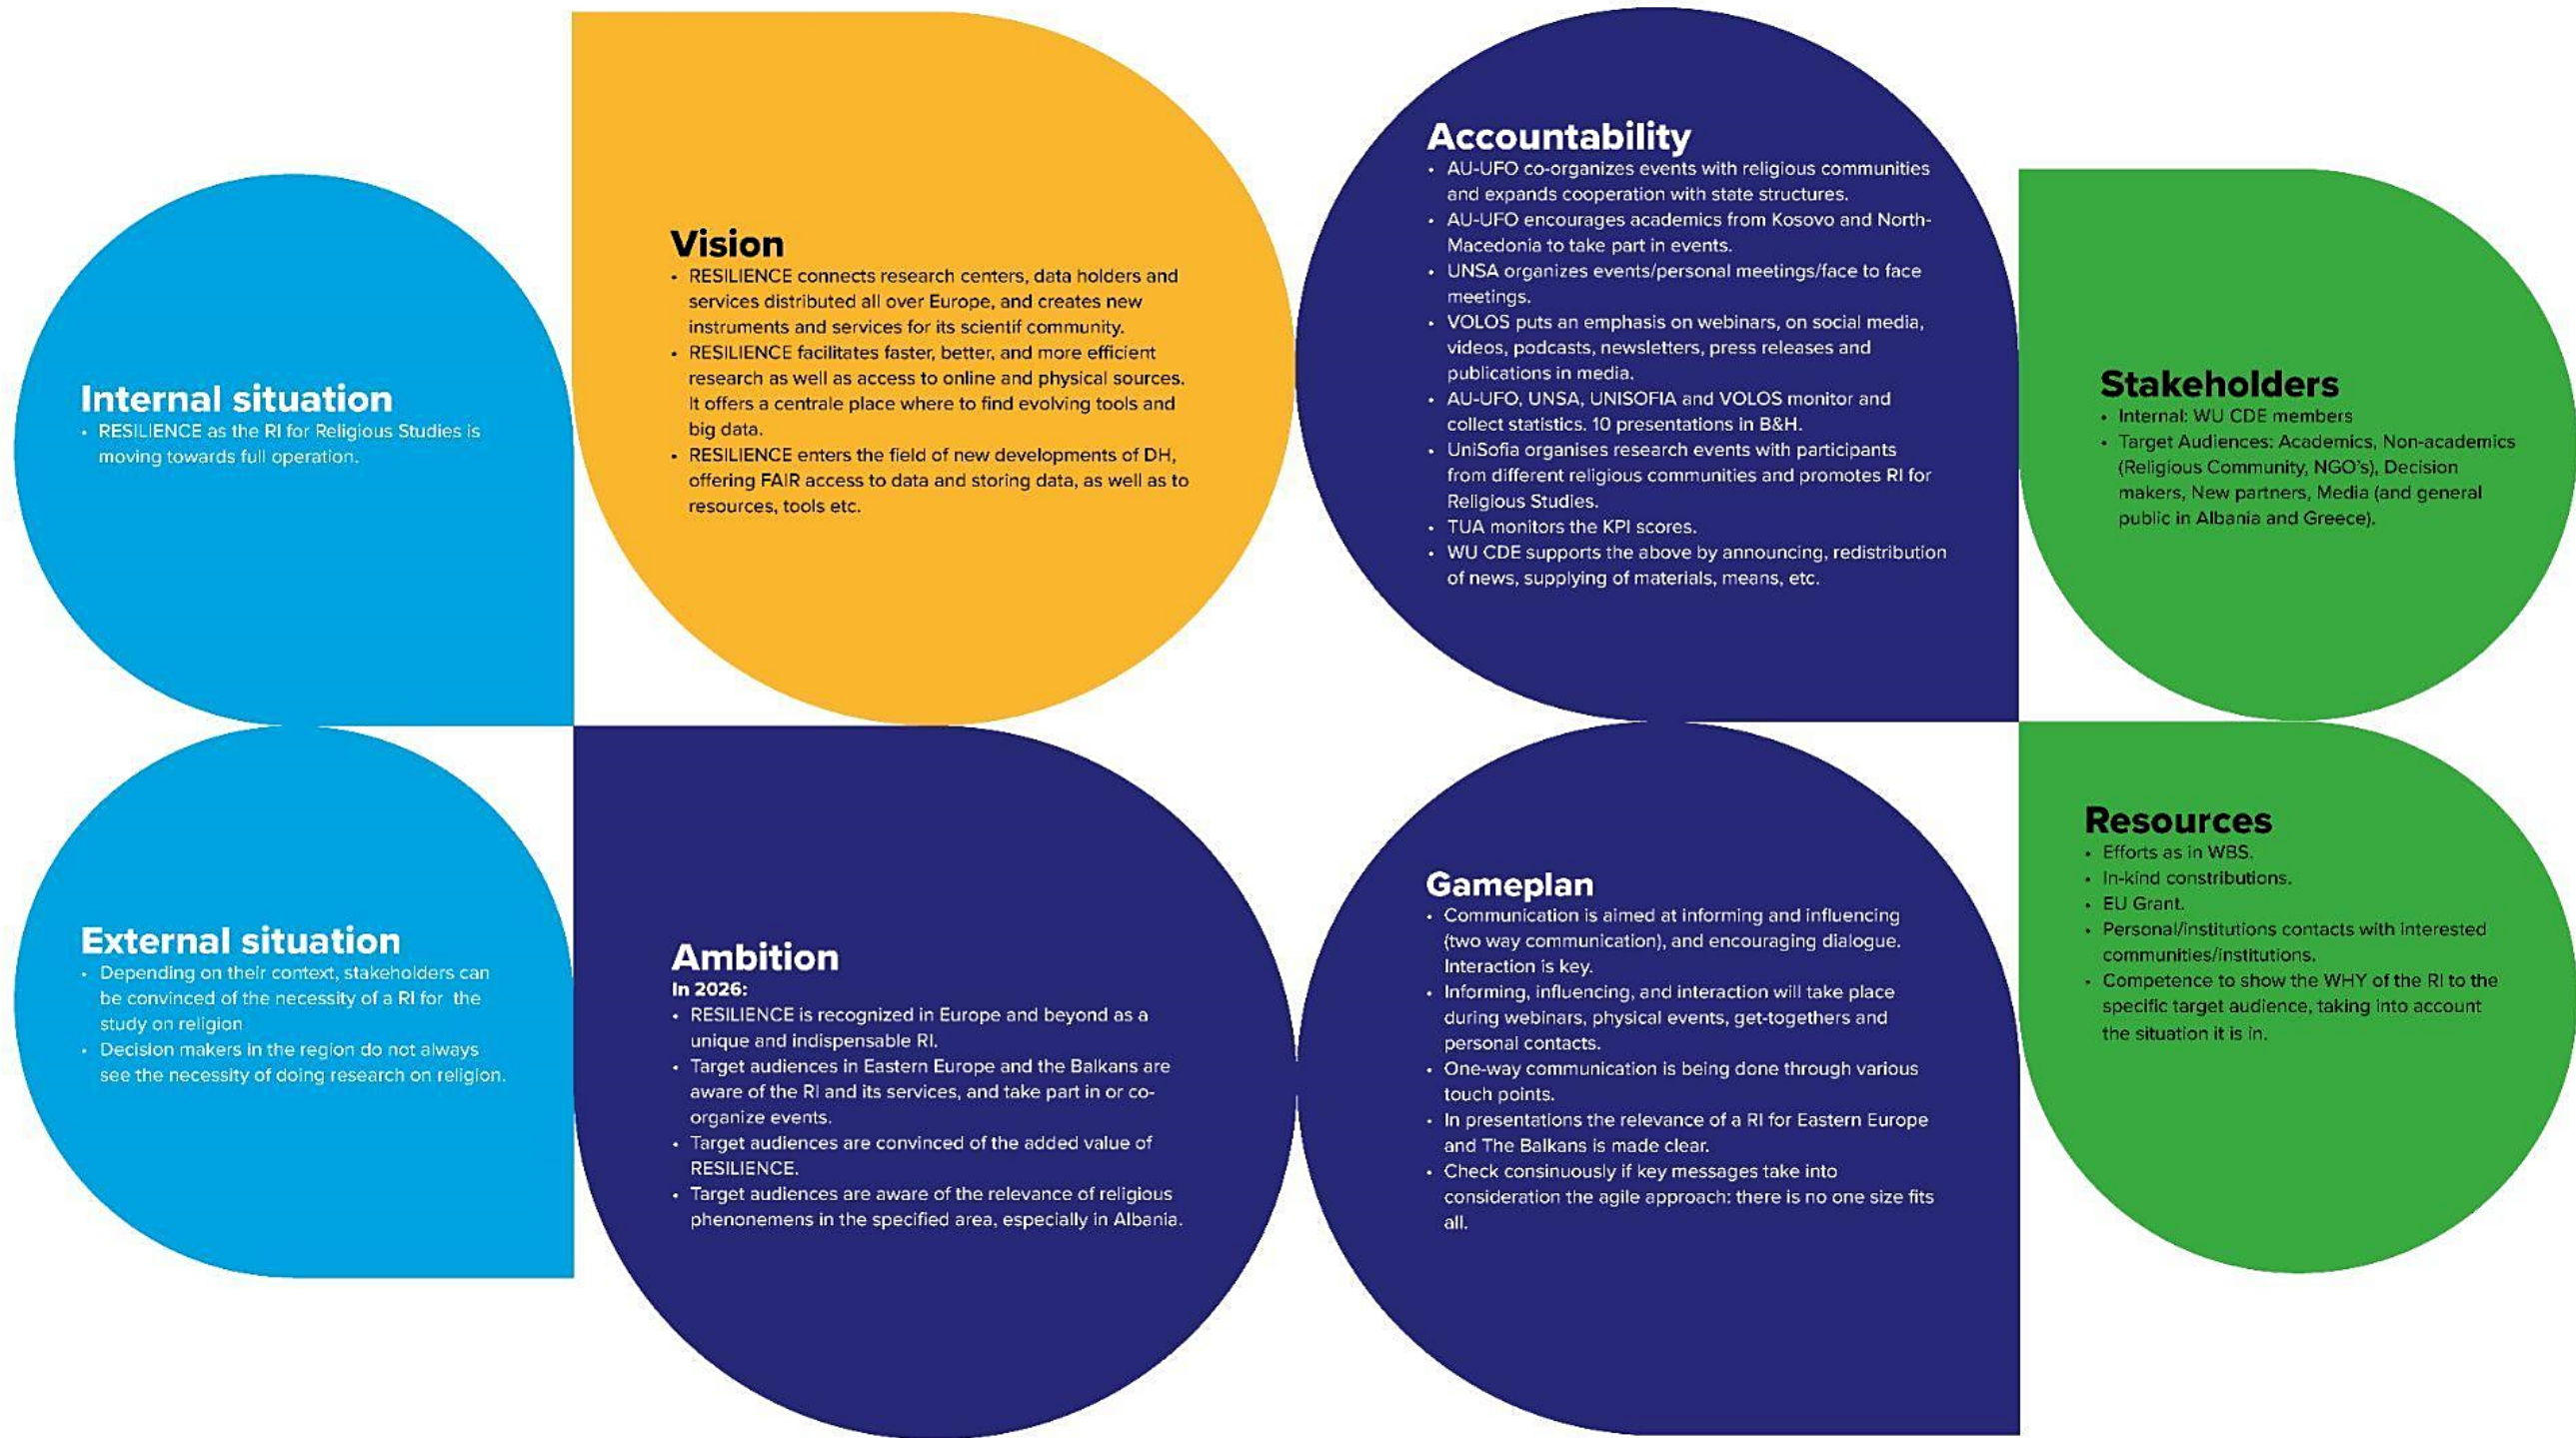 Internal situation
• RESILIENCE as the RI for Religious Studies is
moving towards full operation.
External situation
• Depending on their context, stakeholders can
be convinced of the necessity of a RI for the
study on religion
• Decision makers in the region do not always
see the necessity of doing research on religion.
Vision
• RESILIENCE connects research centers, data holders and
services distributed all over Europe, and creates new
instruments and services for its scientif community.
• RESILIENCE facilitates faster, better, and more efficient
research as well as access to online and physical sources.
It offers a centrale place where to find evolving tools and
big data.
• RESILIENCE enters the field of new developments of DH,
offering FAIR access to data and storing data, as well as to
resources, tools etc.
Ambition
In 2026:
• RESILIENCE is recognized in Europe and beyond as a
unique and indispensable RI.
• Target audiences in Eastern Europe and the Balkans are
aware of the RI and its services, and take part in or co-
organize events.
• Target audiences are convinced of the added value of
RESILIENCE.
• Target audiences are aware of the relevance of religious
phenonemens in the specified area, especially in Albania.
Accountability
• AU-UFO co-organizes events with religious communities
and expands cooperation with state structures.
• AU-UFO encourages academics from Kosovo and North-
Macedonia to take part in events.
• UNSA organizes events/personal meetings/face to face
meetings.
• VOLOS puts an emphasis on webinars, on social media,
videos, podcasts, newsletters, press releases and
publications in media.
• AU-UFO, UNSA, UNISOFIA and VOLOS monitor and
collect statistics. 10 presentations in B&H.
• UniSofia organises research events with participants
from different religious communities and promotes RI for
Religious Studies.
• TUA monitors the KPI scores.
• WU CDE supports the above by announcing, redistribution
of news, supplying of materials, means, etc.
Gameplan
• Communication is aimed at informing and influencing
(two way communication), and encouraging dialogue.
Interaction is key.
• Informing, influencing, and interaction will take place
during webinars, physical events, get-togethers and
personal contacts.
• One-way communication is being done through various
touch points.
• In presentations the relevance of a RI for Eastern Europe
and The Balkans is made clear.
• Check consinuously if key messages take into
consideration the agile approach: there is no one size fits
all.
Stakeholders
• Internal: WU CDE members
• Target Audiences: Academics, Non-academics
(Religious Community, NGO's), Decision
makers, New partners, Media (and general
public in Albania and Greece).
Resources
• Efforts as in WBS.
• In-kind constributions.
• EU Grant.
• Personal/institutions contacts with interested
communities/institutions.
• Competence to show the WHY of the RI to the
specific target audience, taking into account
the situation it is in.